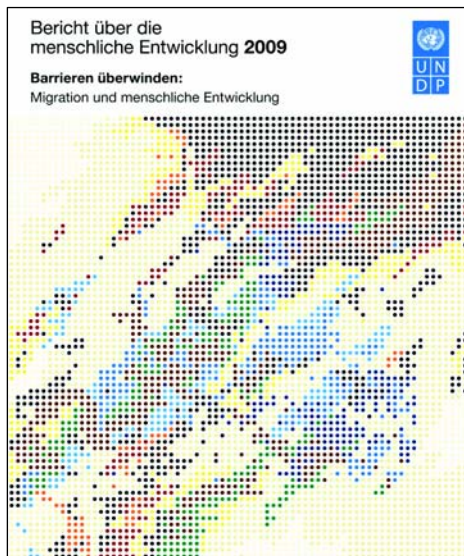 Bericht über die
menschliche Entwicklung 2009
Barrieren überwinden:
Migration und menschliche Entwicklung
U N
D P